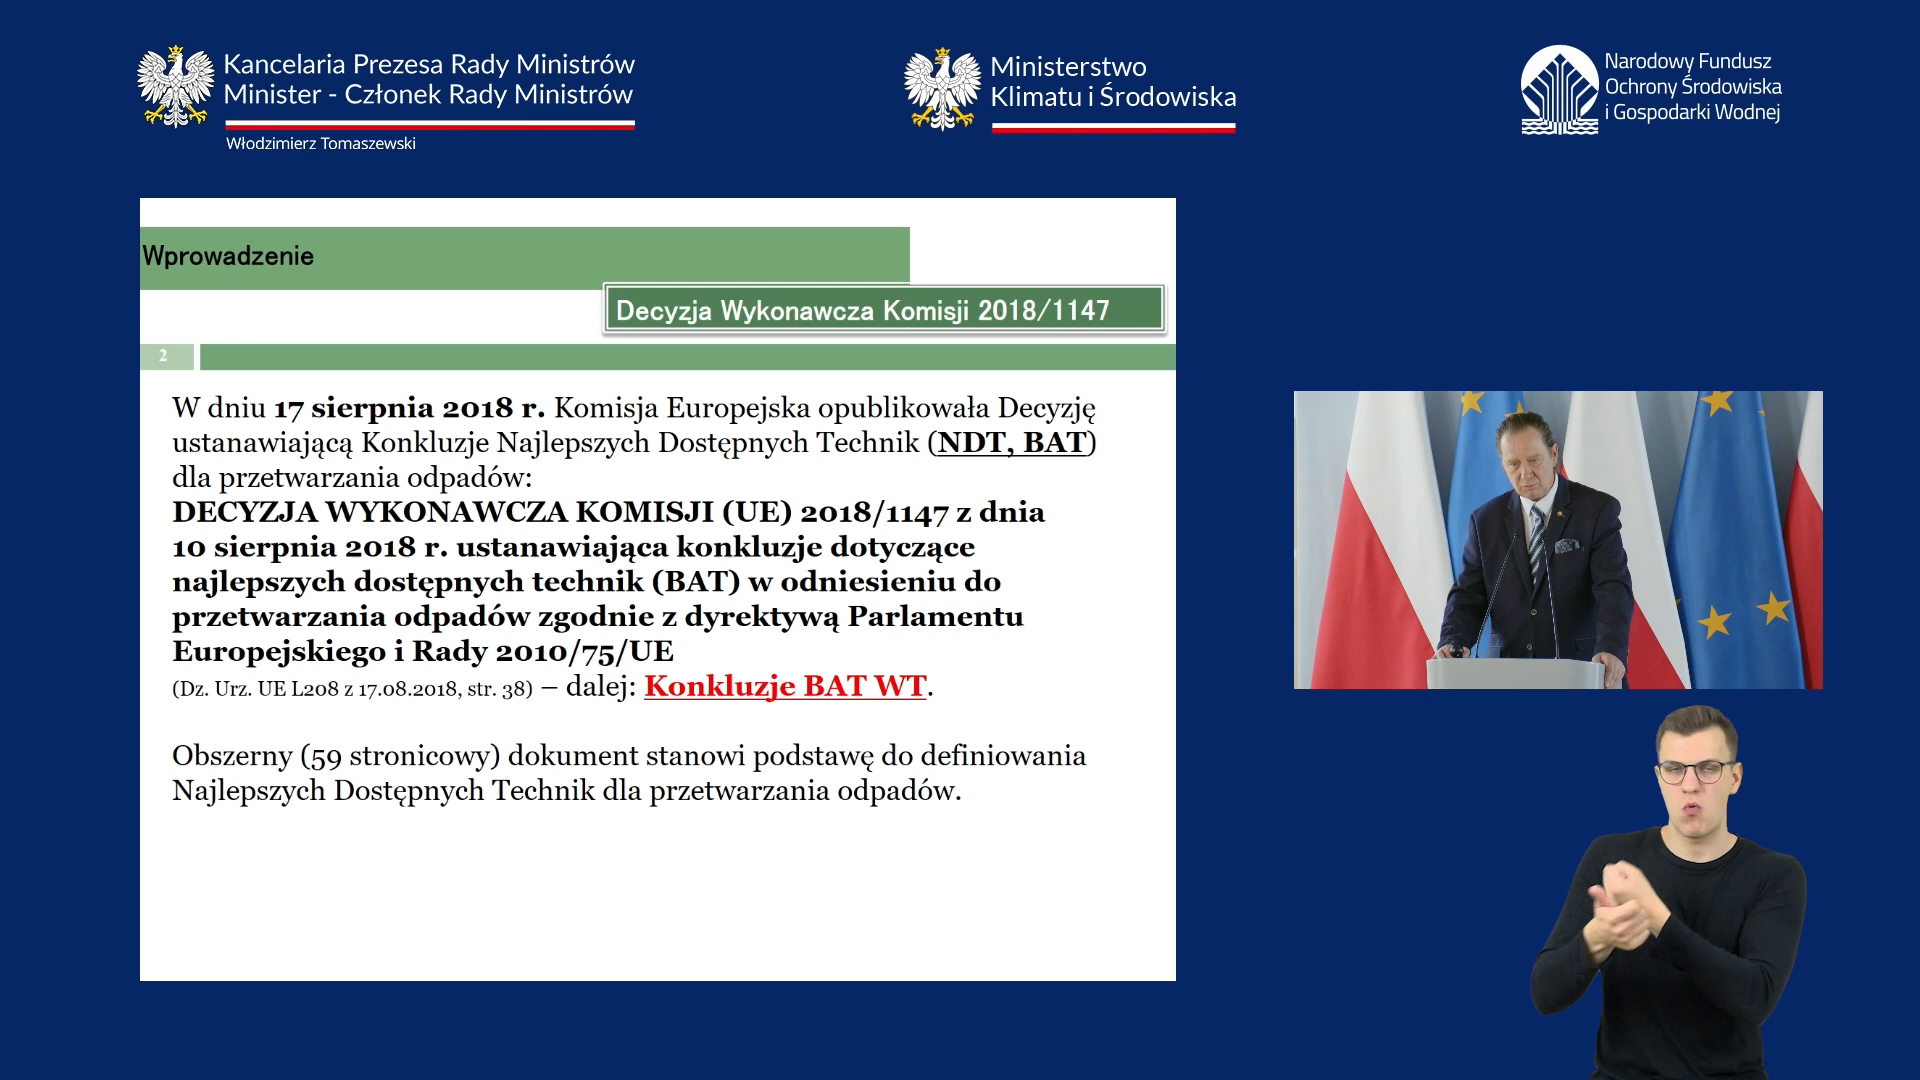 Kancelaria Prezesa Rady Ministrów
Minister - Członek Rady Ministrów
Włodzimierz Tomaszewski
Ministerstwo
Klimatu i Środowiska
Narodowy Fundusz
Ochrony Środowiska
i Gospodarki Wodnej
Wprowadzenie
Decyzja Wykonawcza Komisji 2018/1147
2
W dniu 17 sierpnia 2018 r. Komisja Europejska opublikowała Decyzję
ustanawiającą Konkluzje Najlepszych Dostępnych Technik (NDT, BAT)
dla przetwarzania odpadów:
DECYZJA WYKONAWCZA KOMISJI (UE) 2018/1147 z dnia
10 sierpnia 2018 r. ustanawiająca konkluzje dotyczące
najlepszych dostępnych technik (BAT) w odniesieniu do
przetwarzania odpadów zgodnie z dyrektywą Parlamentu
Europejskiego i Rady 2010/75/UE
(Dz. Urz. UE L208 z 17.08.2018, str. 38) – dalej: Konkluzje BAT WT.
Obszerny (59 stronicowy) dokument stanowi podstawę do definiowania
Najlepszych Dostępnych Technik dla przetwarzania odpadów.